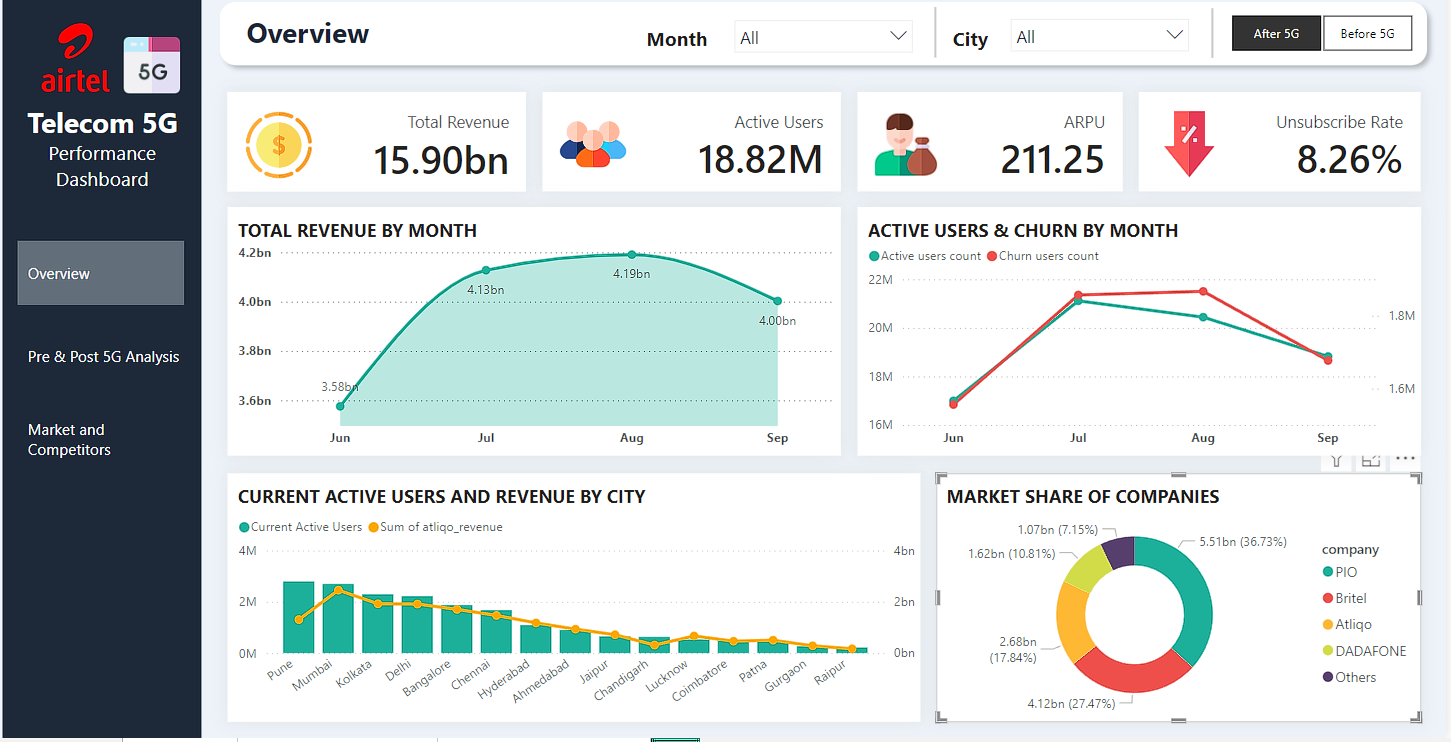 airtel
5G
Telecom 5G
Performance
Dashboard
Overview
Pre & Post 5G Analysis
Market and
Competitors
Overview
Month
All
City
All
After 5G
Before 5G
$
Total Revenue
15.90bn
Active Users
18.82M
ARPU
211.25
%
Unsubscribe Rate
8.26%
TOTAL REVENUE BY MONTH
4.2bn
4.0bn
3.8bn
3.6bn
3.58bn
4.13bn
4.19bn
4.00bn
Jun
Jul
Aug
Sep
ACTIVE USERS & CHURN BY MONTH
Active users count
Churn users count
22M
20M
18M
16M
1.8M
1.6M
Jun
Jul
Aug
Sep
CURRENT ACTIVE USERS AND REVENUE BY CITY
Current Active Users
Sum of atliqo_revenue
4M
2M
0M
4bn
2bn
0bn
Pune
Mumbai
Kolkata
Delhi
Bangalore
Chennai
Hyderabad
Ahmedabad
Jaipur
Chandigarh
Lucknow
Coimbatore
Patna
Gurgaon
Raipur
MARKET SHARE OF COMPANIES
1.07bn (7.15%)
1.62bn (10.81%)
5.51bn (36.73%)
2.68bn
(17.84%)
4.12bn (27.47%)
company
PIO
Britel
Atliqo
DADAFONE
Others